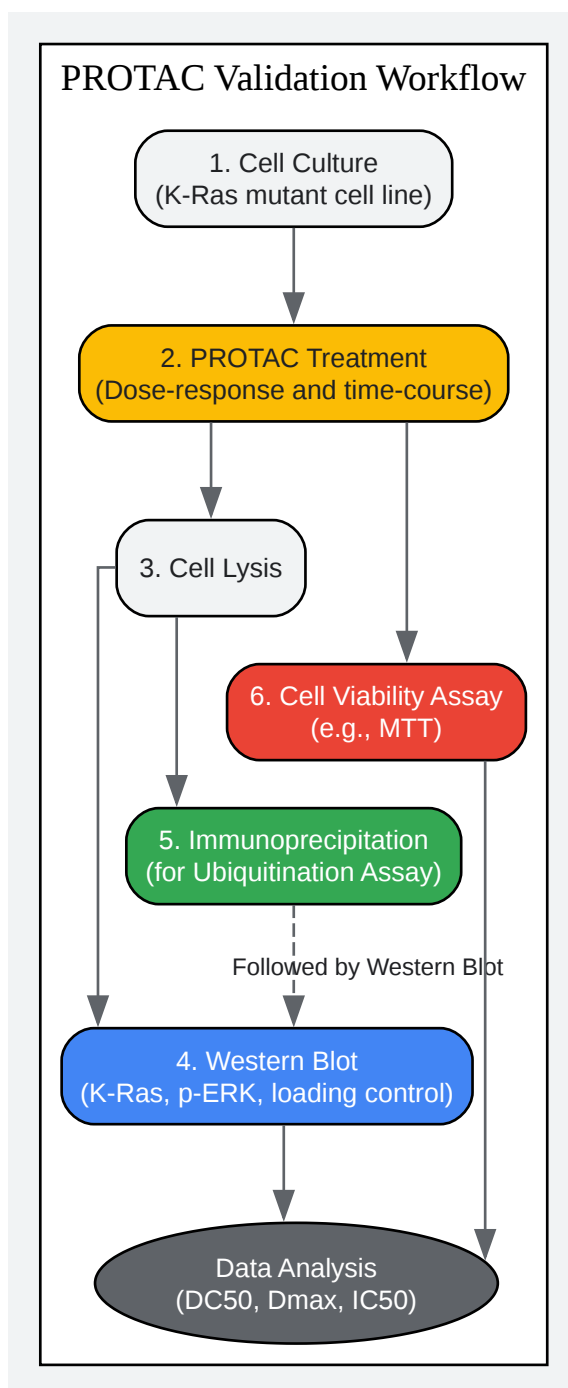 PROTAC Validation Workflow
1. Cell Culture
(K-Ras mutant cell line)
2. PROTAC Treatment
(Dose-response and time-course)
3. Cell Lysis
6. Cell Viability Assay
(e.g., MTT)
5. Immunoprecipitation
(for Ubiquitination Assay)
Followed by Western Blot
4. Western Blot
(K-Ras, p-ERK, loading control)
Data Analysis
(DC50, Dmax, IC50)